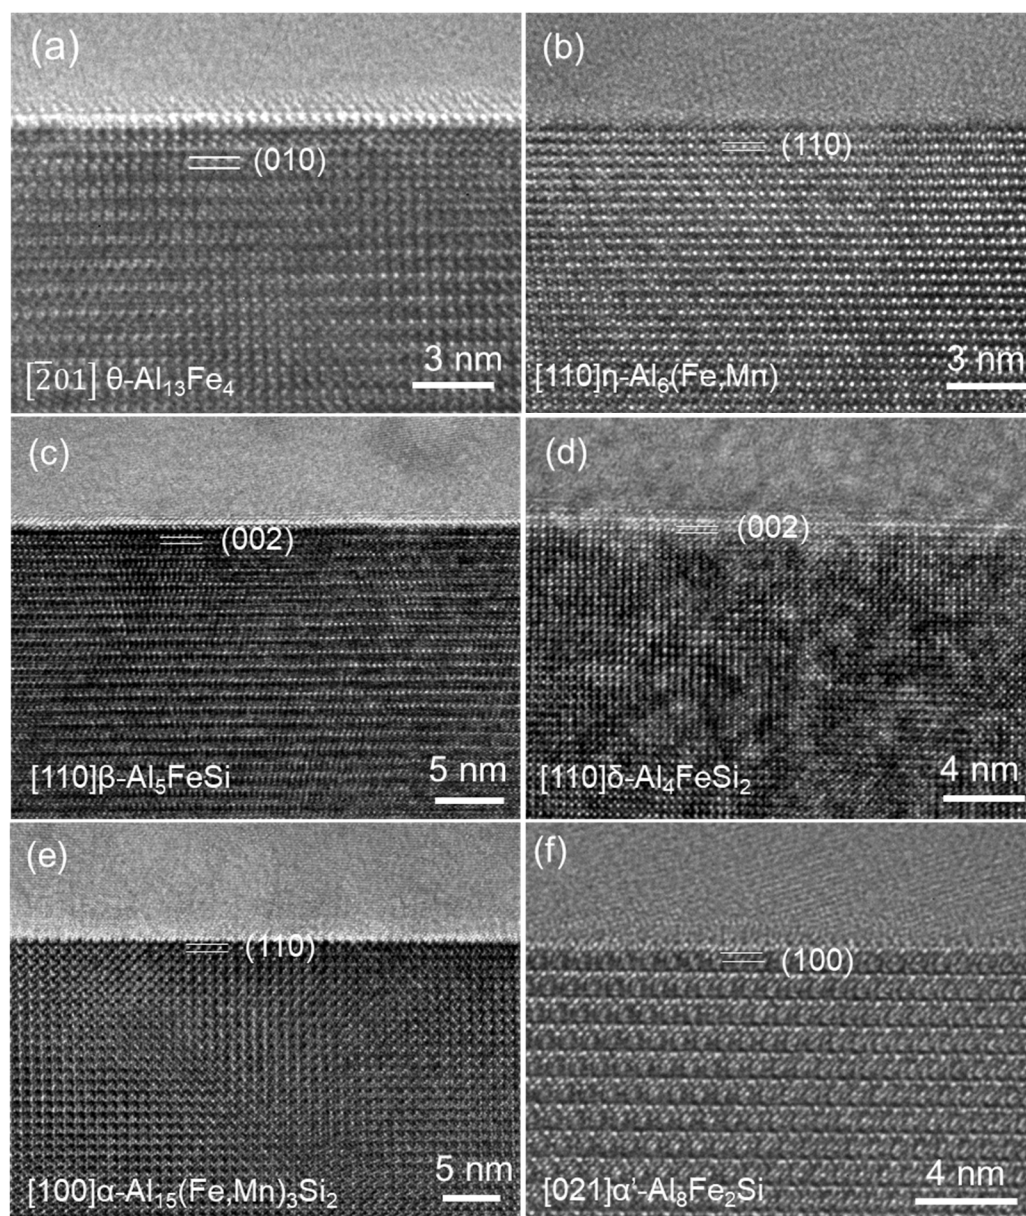 (a)
(010)
[2̅01] θ-Al₁₃Fe₄
3 nm
(b)
(110)
[110]η-Al₆(Fe,Mn)
3 nm
(c)
(002)
[110]β-Al₅FeSi
5 nm
(d)
(002)
[110]δ-Al₄FeSi₂
4 nm
(e)
(110)
[100]α-Al₁₅(Fe,Mn)₃Si₂
5 nm
(f)
(100)
[021]α'-Al₈Fe₂Si
4 nm